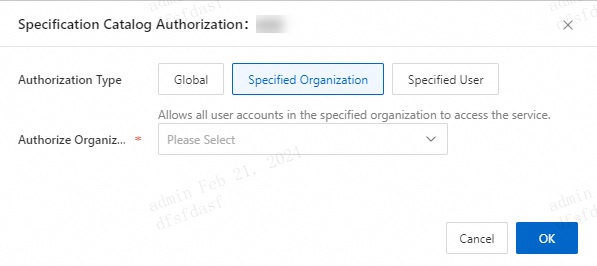 Specification Catalog Authorization:
Authorization Type Global Specified Organization Specified User
Allows all user accounts in the specified organization to access the service.
Authorize Organiz... * Please Select
admin Feb 21, 2024
dfsfdasf
admin
dfsfd
Cancel OK